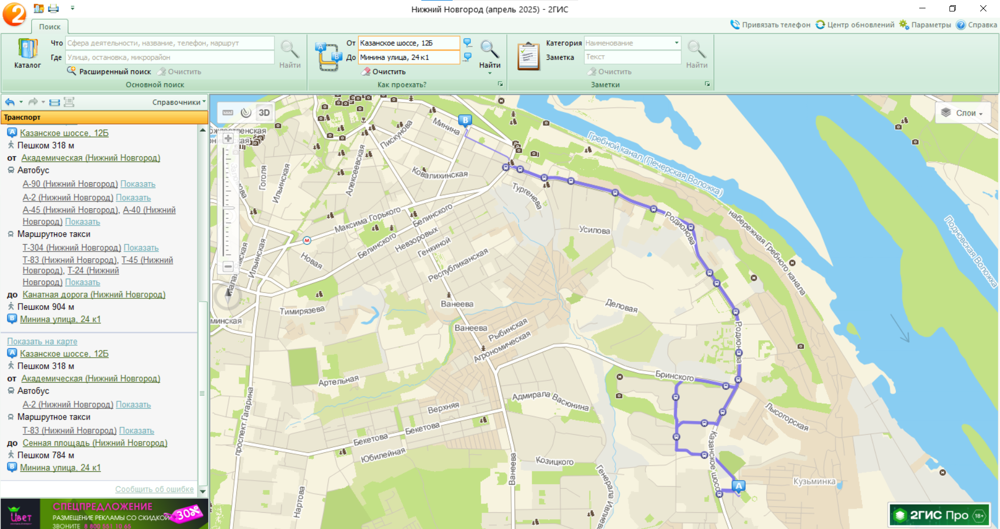 Нижний Новгород (апрель 2025) - 2ГИС
Поиск
Привязать телефон
Центр обновлений
Параметры
Справка
Каталог
Что
Сфера деятельности, название, телефон, маршрут
Где
Улица, остановка, микрорайон
Расширенный поиск
Очистить
Найти
Основной поиск
От
Казанское шоссе, 12Б
До
Минина улица, 24 к1
Очистить
Найти
Как проехать?
Категория
Наименование
Заметка
Текст
Очистить
Найти
Заметки
Справочники
Транспорт
A Казанское шоссе, 12Б
Пешком 318 м
от Академическая (Нижний Новгород)
Автобус
А-90 (Нижний Новгород) Показать
А-2 (Нижний Новгород) Показать
А-45 (Нижний Новгород), А-40 (Нижний
Новгород) Показать
Маршрутное такси
Т-304 (Нижний Новгород) Показать
Т-83 (Нижний Новгород), Т-45 (Нижний
Новгород), Т-24 (Нижний
Новгород) Показать
до Канатная дорога (Нижний Новгород)
Пешком 904 м
B Минина улица, 24 к1
Показать на карте
A Казанское шоссе, 12Б
Пешком 318 м
от Академическая (Нижний Новгород)
Автобус
А-2 (Нижний Новгород) Показать
Маршрутное такси
Т-83 (Нижний Новгород) Показать
до Сенная площадь (Нижний Новгород)
Пешком 784 м
B Минина улица, 24 к1
Сообщить об ошибке
Цвет
СПЕЦПРЕДЛОЖЕНИЕ
РАЗМЕЩЕНИЕ РЕКЛАМЫ СО СКИДКОЙ
30%
ЗВОНИТЕ 8 800 551 10 66
3D
Слои
B
Минина
Пискунова
Гребной канал (Печерская Воложка)
Гоголя
Ильинская
Алексеевская
Ковалихинская
Тургенева
Максима Горького
Белинского
Родионова
набережная Гребного канала
Подновская Воложка
Усилова
Белинского
Невзоровых
Генкиной
Новая
Ильинская
Республиканская
Ванеева
Тимирязева
Деловая
Ванеева
Рыбинская
Агрономическая
Родионова
Бринского
Артельная
Адмирала Васюнина
Верхняя
Лысогорская
проспект Гагарина
Бекетова
Бекетова
Юбилейная
Казанское шоссе
Козицкого
Ванеева
Генерала Ивлиева
Нартова
Кузьминка
A
2ГИС Про 18+